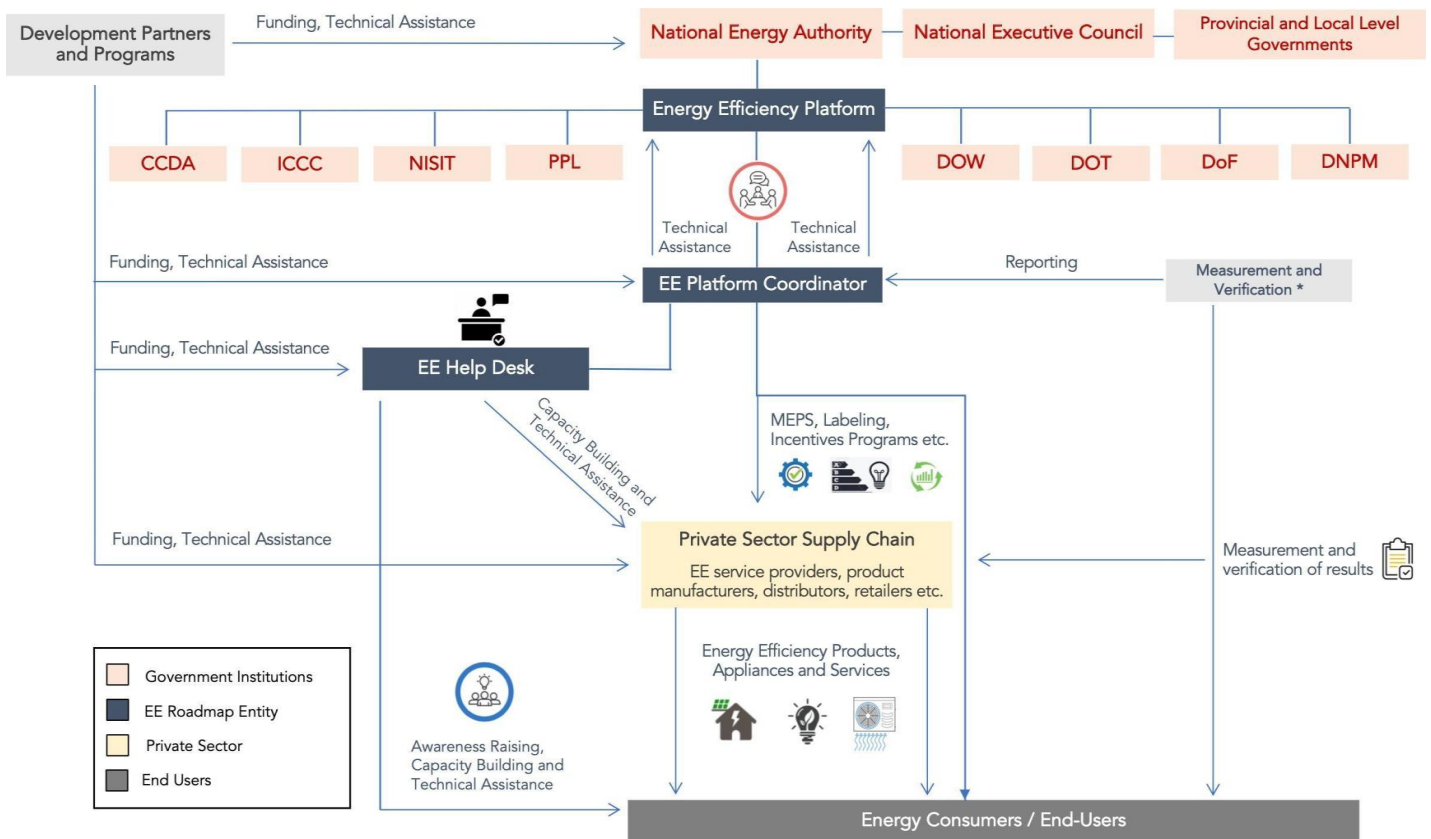 Development Partners
and Programs
Funding, Technical Assistance
National Energy Authority
National Executive Council
Provincial and Local Level
Governments
Energy Efficiency Platform
CCDA
ICCC
NISIT
PPL
DOW
DOT
DoF
DNPM
Technical
Assistance
Technical
Assistance
Funding, Technical Assistance
EE Platform Coordinator
Reporting
Measurement and
Verification *
Funding, Technical Assistance
EE Help Desk
Capacity Building and
Technical Assistance
MEPS, Labeling,
Incentives Programs etc.
A
B
C
D
Funding, Technical Assistance
Private Sector Supply Chain
EE service providers, product
manufacturers, distributors, retailers etc.
Measurement and
verification of results
Energy Efficiency Products,
Appliances and Services
Government Institutions
EE Roadmap Entity
Private Sector
End Users
Awareness Raising,
Capacity Building and
Technical Assistance
Energy Consumers / End-Users